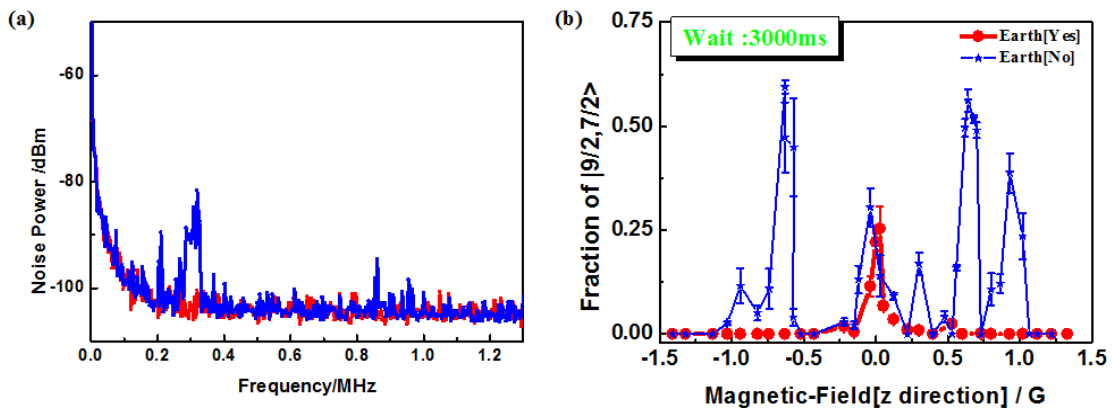 (a)
-60
-80
-100
Noise Power /dBm
0.0 0.2 0.4 0.6 0.8 1.0 1.2
Frequency/MHz
(b)
Wait :3000ms
Earth[Yes]
Earth[No]
0.75
0.50
0.25
0.00
Fraction of |9/2,7/2>
-1.5 -1.0 -0.5 0.0 0.5 1.0 1.5
Magnetic-Field[z direction] / G